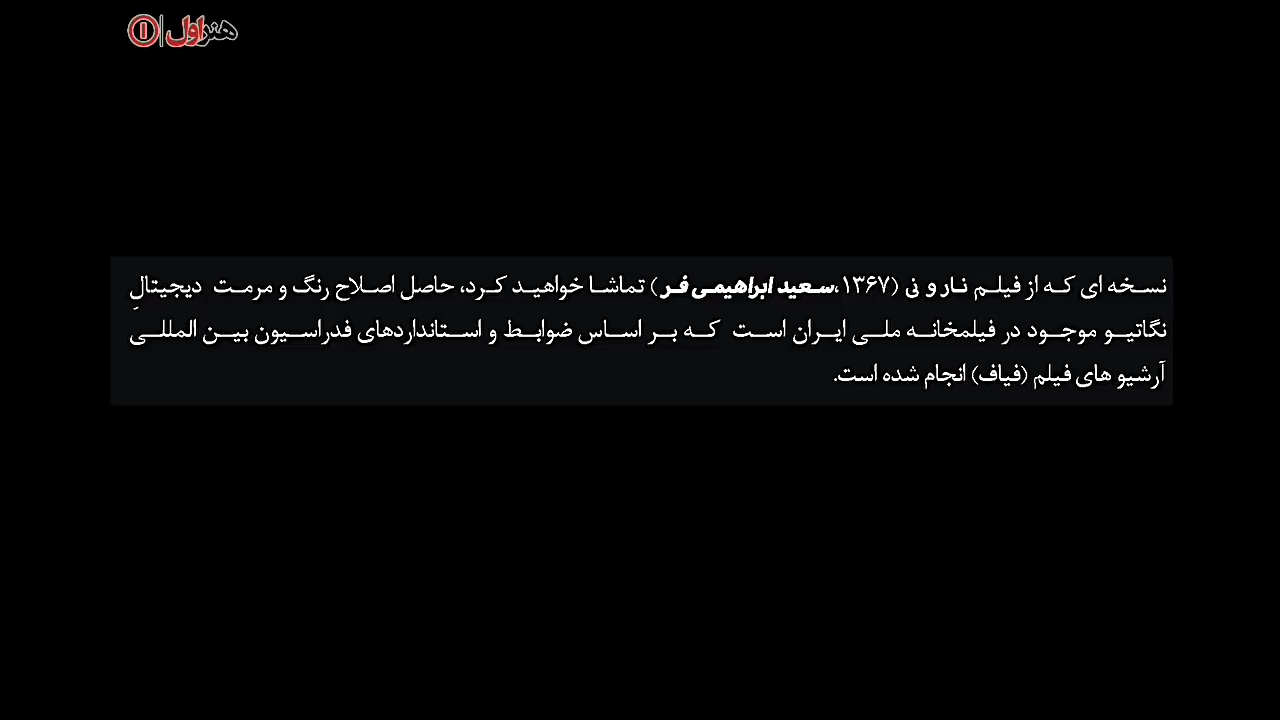 هنر اول
نسخه ای که از فیلم نار و نی (۱۳۶۷،سعید ابراهیمی فر) تماشا خواهید کرد، حاصل اصلاح رنگ و مرمت دیجیتالِ
نگاتیو موجود در فیلمخانه ملی ایران است که بر اساس ضوابط و استانداردهای فدراسیون بین المللی
آرشیو های فیلم (فیاف) انجام شده است.